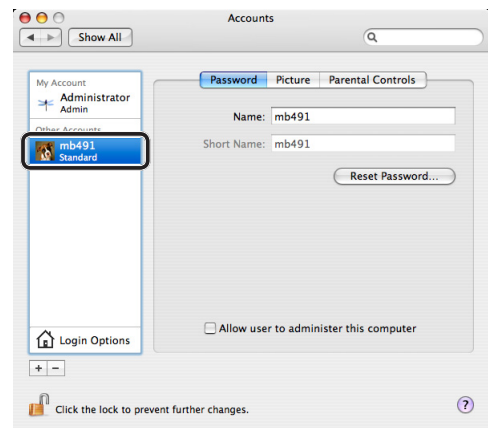 Accounts
Show All
My Account
Administrator
Admin
Other Accounts
mb491
Standard
Login Options
+ −
Password Picture Parental Controls
Name: mb491
Short Name: mb491
Reset Password...
Allow user to administer this computer
Click the lock to prevent further changes.
?